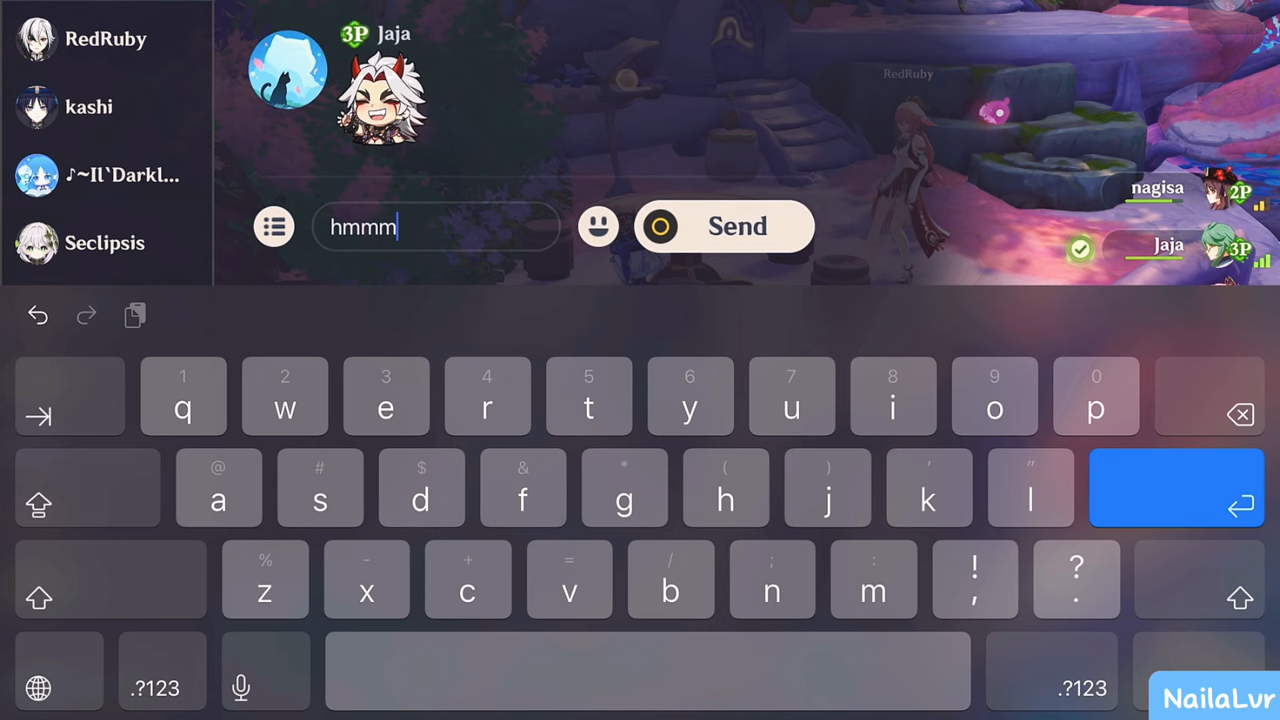 RedRuby
kashi
♪~Il`Darkl...
Seclipsis
3P Jaja
hmmm
Send
RedRuby
nagisa 2P
Jaja 3P
1 2 3 4 5 6 7 8 9 0
q w e r t y u i o p
@ # $ & * ( ) ' "
a s d f g h j k l
% - + = / ; : ! ?
z x c v b n m , .
.?123 .?123
NailaLvr